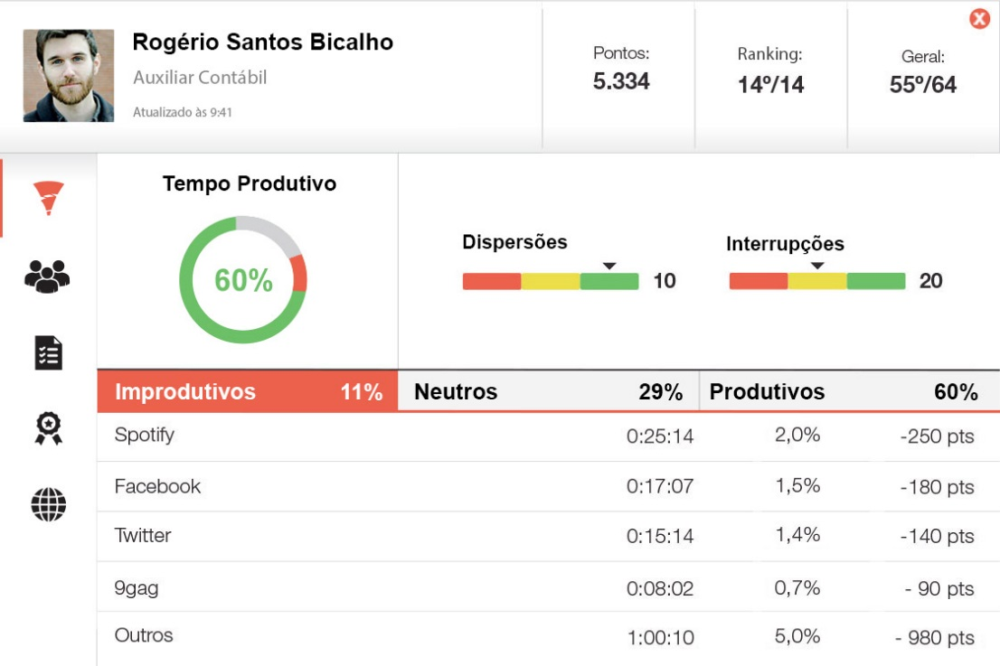 Rogério Santos Bicalho
Auxiliar Contábil
Atualizado às 9:41
Pontos:
5.334
Ranking:
14º/14
Geral:
55º/64
Tempo Produtivo
60%
Dispersões
10
Interrupções
20
Improdutivos 11% Neutros 29% Produtivos 60%
Spotify 0:25:14 2,0% -250 pts
Facebook 0:17:07 1,5% -180 pts
Twitter 0:15:14 1,4% -140 pts
9gag 0:08:02 0,7% - 90 pts
Outros 1:00:10 5,0% - 980 pts